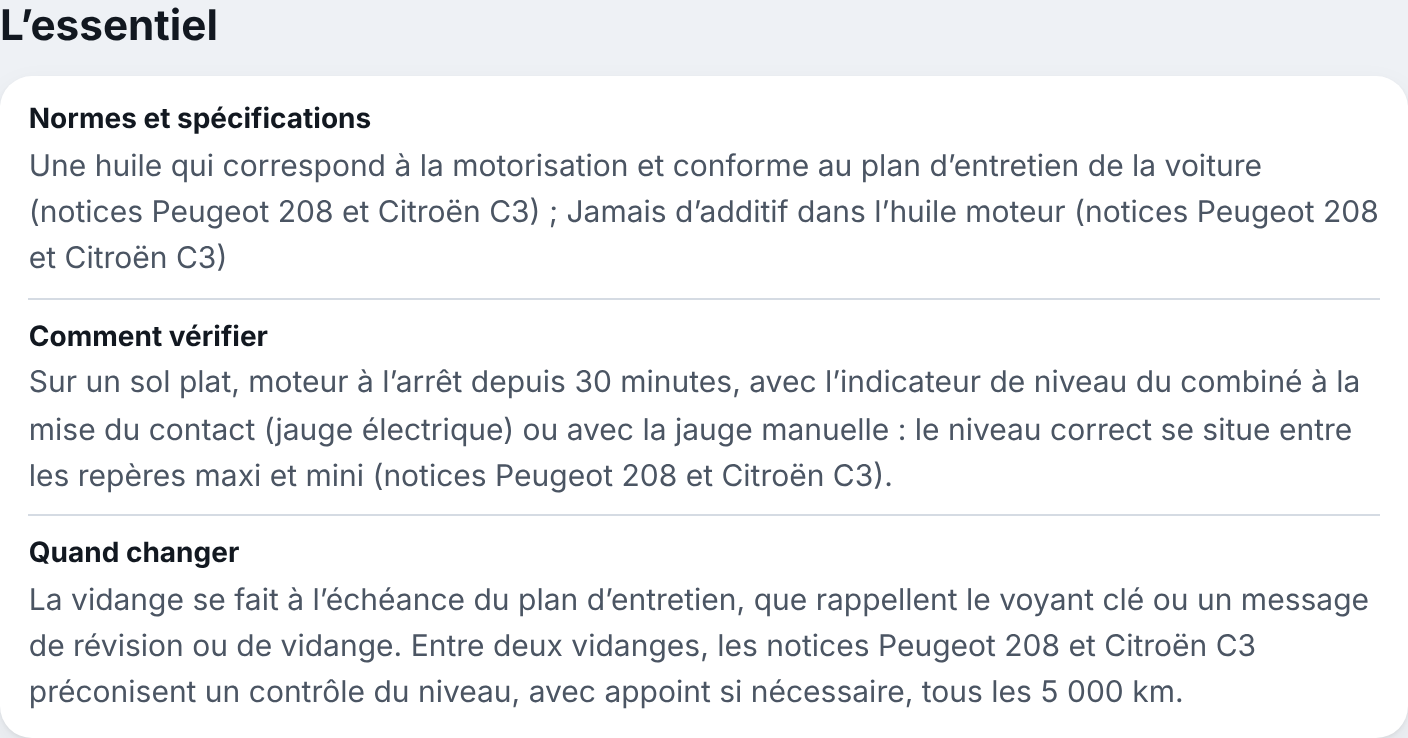 L’essentiel
Normes et spécifications
Une huile qui correspond à la motorisation et conforme au plan d’entretien de la voiture
(notices Peugeot 208 et Citroën C3) ; Jamais d’additif dans l’huile moteur (notices Peugeot 208
et Citroën C3)
Comment vérifier
Sur un sol plat, moteur à l’arrêt depuis 30 minutes, avec l’indicateur de niveau du combiné à la
mise du contact (jauge électrique) ou avec la jauge manuelle : le niveau correct se situe entre
les repères maxi et mini (notices Peugeot 208 et Citroën C3).
Quand changer
La vidange se fait à l’échéance du plan d’entretien, que rappellent le voyant clé ou un message
de révision ou de vidange. Entre deux vidanges, les notices Peugeot 208 et Citroën C3
préconisent un contrôle du niveau, avec appoint si nécessaire, tous les 5 000 km.